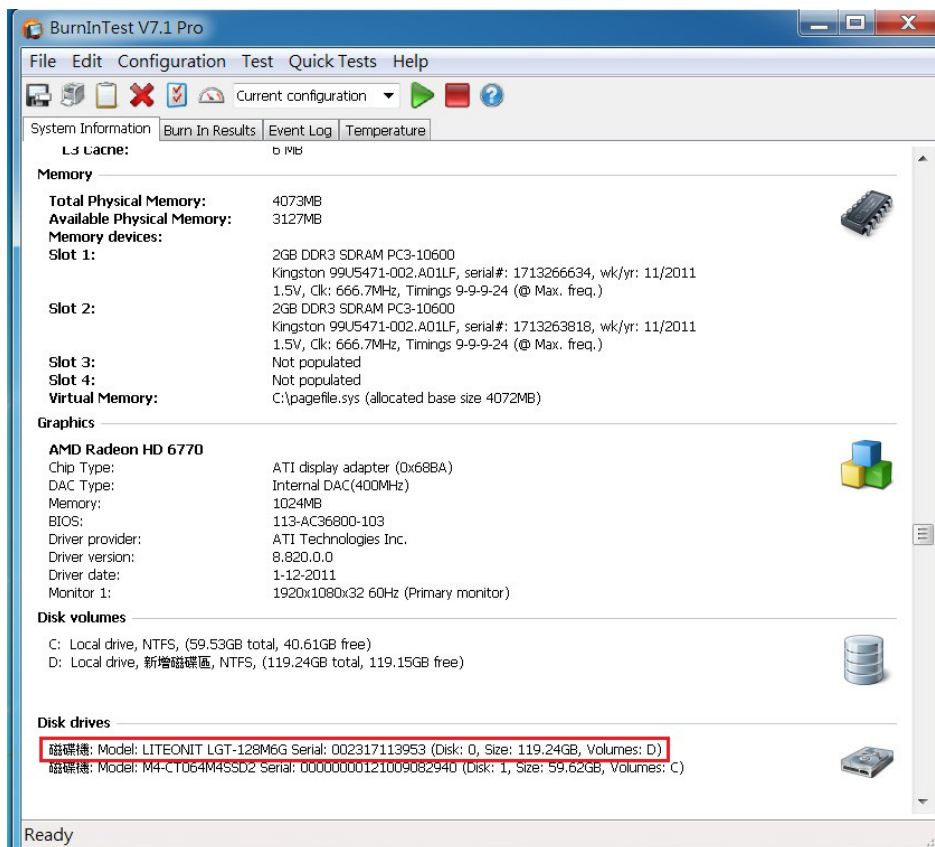 BurnInTest V7.1 Pro
File Edit Configuration Test Quick Tests Help
Current configuration
System Information Burn In Results Event Log Temperature
L3 Cache: 6 MB
Memory
Total Physical Memory: 4073MB
Available Physical Memory: 3127MB
Memory devices:
Slot 1: 2GB DDR3 SDRAM PC3-10600
Kingston 99U5471-002.A01LF, serial#: 1713266634, wk/yr: 11/2011
1.5V, Clk: 666.7MHz, Timings 9-9-9-24 (@ Max. freq.)
Slot 2: 2GB DDR3 SDRAM PC3-10600
Kingston 99U5471-002.A01LF, serial#: 1713263818, wk/yr: 11/2011
1.5V, Clk: 666.7MHz, Timings 9-9-9-24 (@ Max. freq.)
Slot 3: Not populated
Slot 4: Not populated
Virtual Memory: C:\pagefile.sys (allocated base size 4072MB)
Graphics
AMD Radeon HD 6770
Chip Type: ATI display adapter (0x68BA)
DAC Type: Internal DAC(400MHz)
Memory: 1024MB
BIOS: 113-AC36800-103
Driver provider: ATI Technologies Inc.
Driver version: 8.820.0.0
Driver date: 1-12-2011
Monitor 1: 1920x1080x32 60Hz (Primary monitor)
Disk volumes
C: Local drive, NTFS, (59.53GB total, 40.61GB free)
D: Local drive, 新增磁碟區, NTFS, (119.24GB total, 119.15GB free)
Disk drives
磁碟機: Model: LITEONIT LGT-128M6G Serial: 002317113953 (Disk: 0, Size: 119.24GB, Volumes: D)
磁碟機: Model: M4-CT064M4SSD2 Serial: 00000000121009082940 (Disk: 1, Size: 59.62GB, Volumes: C)
Ready